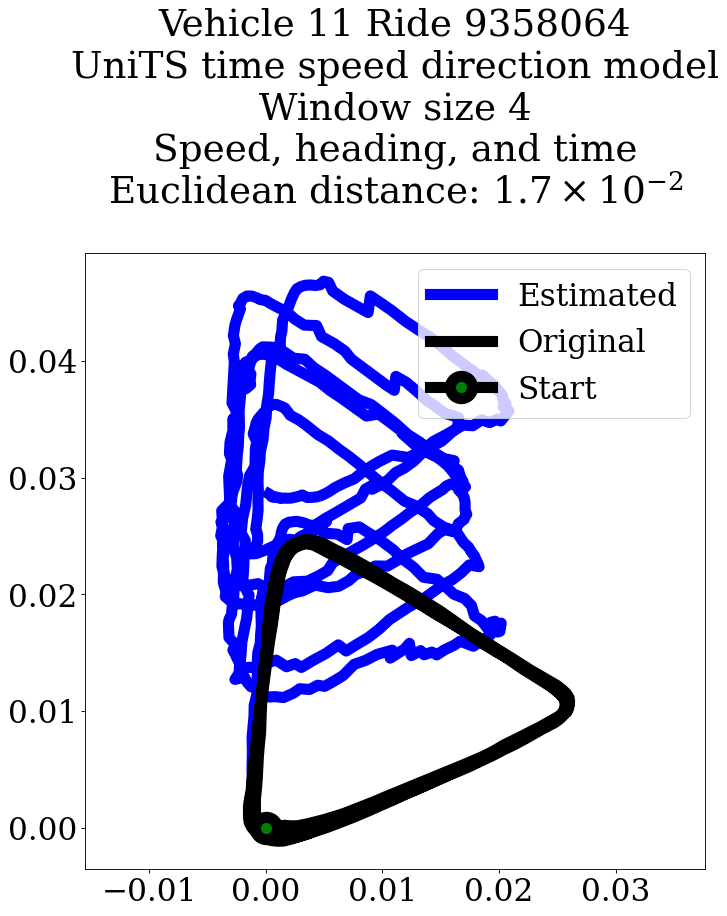 Vehicle 11 Ride 9358064
UniTS time speed direction model
Window size 4
Speed, heading, and time
Euclidean distance: 1.7 × 10⁻²
Estimated
Original
Start
0.04
0.03
0.02
0.01
0.00
−0.01 0.00 0.01 0.02 0.03